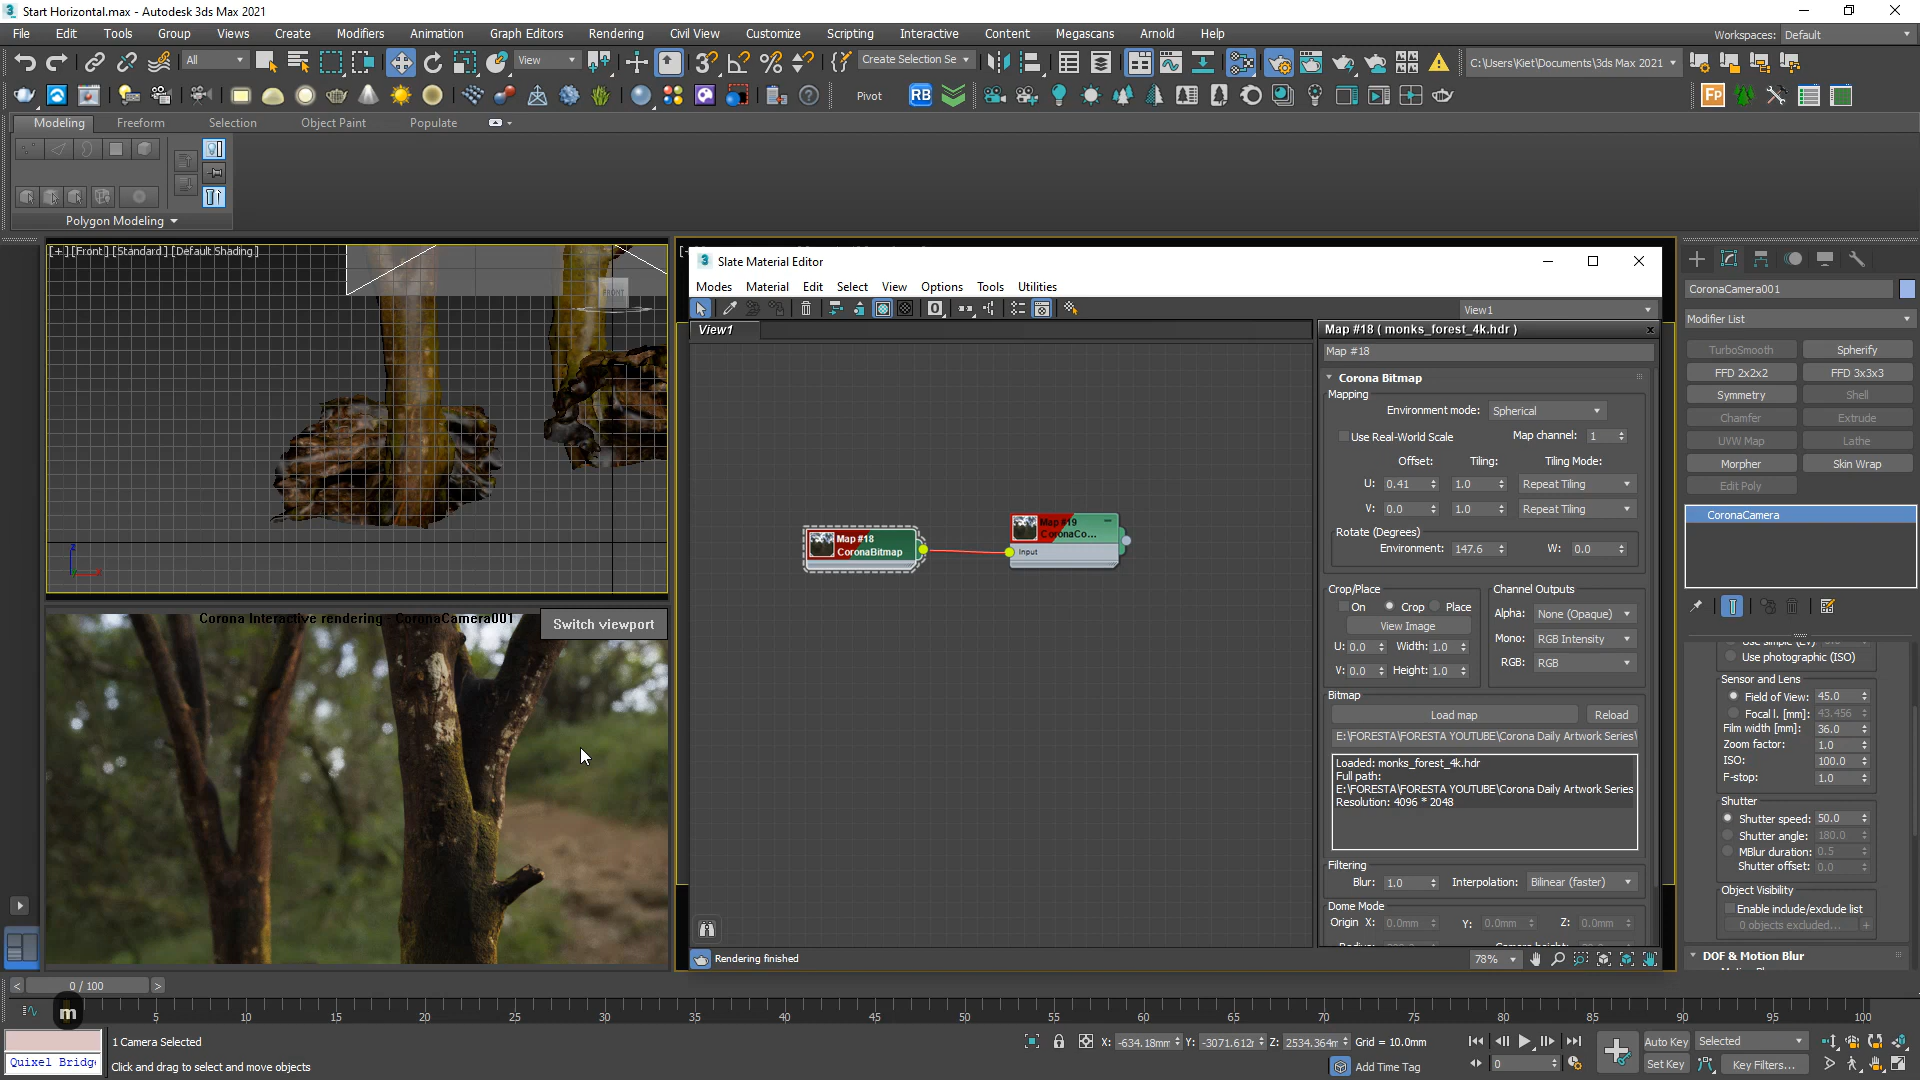 Start Horizontal.max - Autodesk 3ds Max 2021
File Edit Tools Group Views Create Modifiers Animation Graph Editors Rendering Civil View Customize Scripting Interactive Content Megascans Arnold Help
Workspaces: Default
All View Create Selection Se C:\Users\Kiet\Documents\3ds Max 2021
Pivot RB FP
Modeling Freeform Selection Object Paint Populate
Polygon Modeling
[+] [Front] [Standard] [Default Shading]
FRONT
Corona Interactive rendering - CoronaCamera001
Switch viewport
Slate Material Editor
Modes Material Edit Select View Options Tools Utilities
View1
View1
Map #18
CoronaBitmap
Map #19
CoronaCo...
Input
Rendering finished
78%
Map #18 ( monks_forest_4k.hdr )
Map #18
Corona Bitmap
Mapping
Environment mode: Spherical
Use Real-World Scale Map channel: 1
Offset: Tiling: Tiling Mode:
U: 0.41 1.0 Repeat Tiling
V: 0.0 1.0 Repeat Tiling
Rotate (Degrees)
Environment: 147.6 W: 0.0
Crop/Place Channel Outputs
On Crop Place Alpha: None (Opaque)
View Image
Mono: RGB Intensity
U: 0.0 Width: 1.0
RGB: RGB
V: 0.0 Height: 1.0
Bitmap
Load map Reload
E:\FORESTA\FORESTA YOUTUBE\Corona Daily Artwork Series\
Loaded: monks_forest_4k.hdr
Full path:
E:\FORESTA\FORESTA YOUTUBE\Corona Daily Artwork Series
Resolution: 4096 * 2048
Filtering
Blur: 1.0 Interpolation: Bilinear (faster)
Dome Mode
Origin X: 0.0mm Y: 0.0mm Z: 0.0mm
CoronaCamera001
Modifier List
TurboSmooth Spherify
FFD 2x2x2 FFD 3x3x3
Symmetry Shell
Chamfer Extrude
UVW Map Lathe
Morpher Skin Wrap
Edit Poly
CoronaCamera
Use photographic (ISO)
Sensor and Lens
Field of View: 45.0
Focal l. [mm]: 43.456
Film width [mm]: 36.0
Zoom factor: 1.0
ISO: 100.0
F-stop: 1.0
Shutter
Shutter speed: 50.0
Shutter angle: 180.0
MBlur duration: 0.5
Shutter offset: 0.0
Object Visibility
Enable include/exclude list
0 objects excluded...
DOF & Motion Blur
0 / 100
m
5 10 15 20 25 30 35 40 45 50 55 60 65 70 75 80 85 90 95 100
1 Camera Selected
X: -634.18mm Y: -3071.612r Z: 2534.364m Grid = 10.0mm
Auto Key Selected
Quixel Bridg
Click and drag to select and move objects
Add Time Tag
0
Set Key Key Filters...